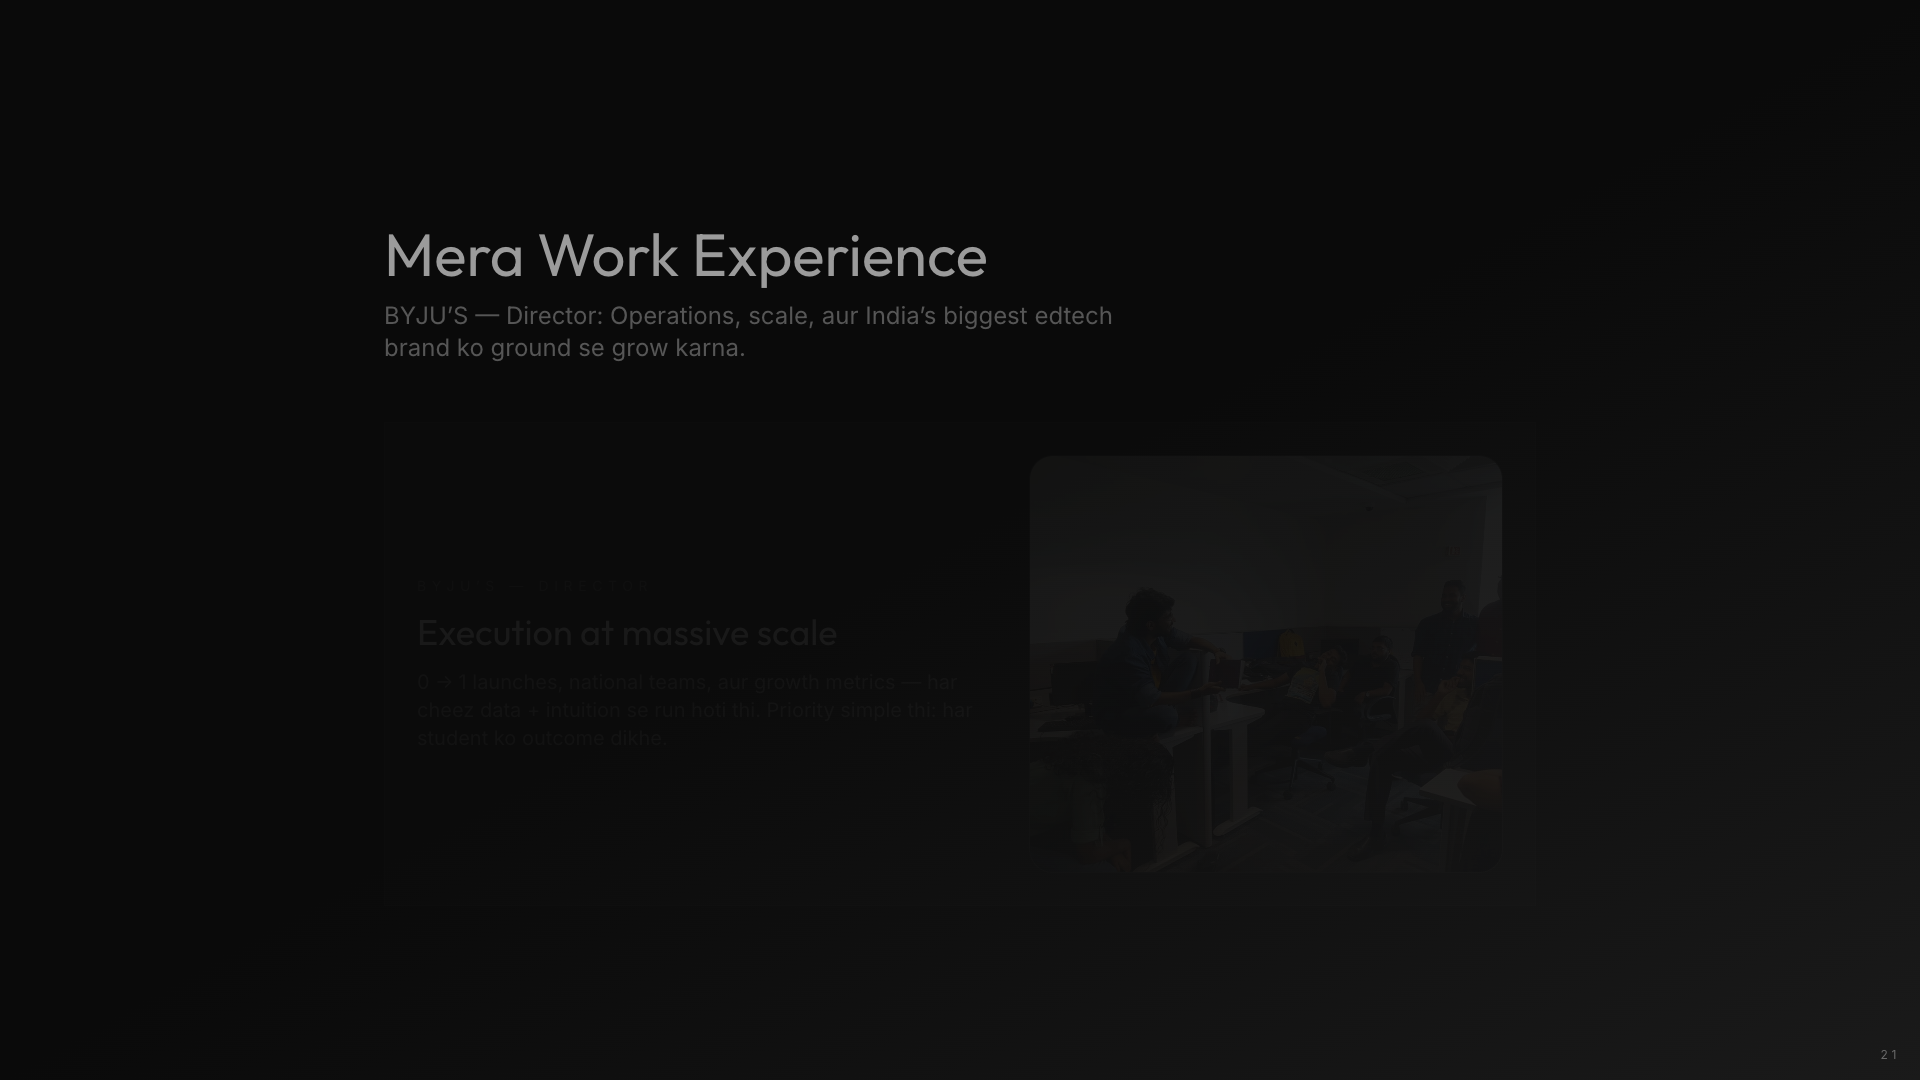 Mera Work Experience
BYJU’S — Director: Operations, scale, aur India’s biggest edtech
brand ko ground se grow karna.
BYJU’S — DIRECTOR
Execution at massive scale
0 → 1 launches, national teams, aur growth metrics — har
cheez data + intuition se run hoti thi. Priority simple thi: har
student ko outcome dikhe.
21